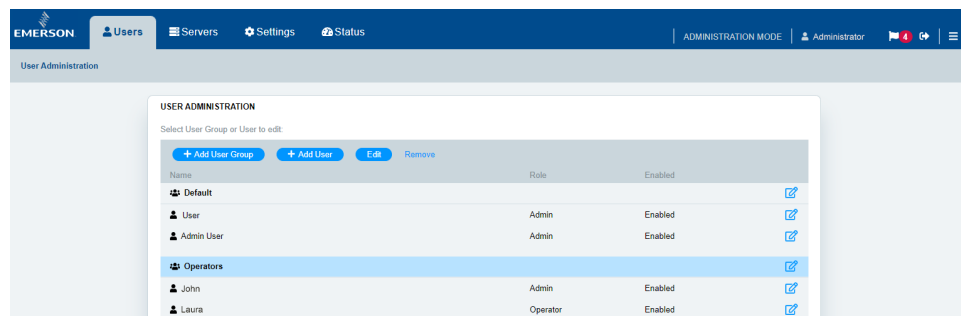 EMERSON Users Servers Settings Status ADMINISTRATION MODE Administrator 4
User Administration
USER ADMINISTRATION
Select User Group or User to edit
+ Add User Group + Add User Edit Remove
Name Role Enabled
Default
User Admin Enabled
Admin User Admin Enabled
Operators
John Admin Enabled
Laura Operator Enabled